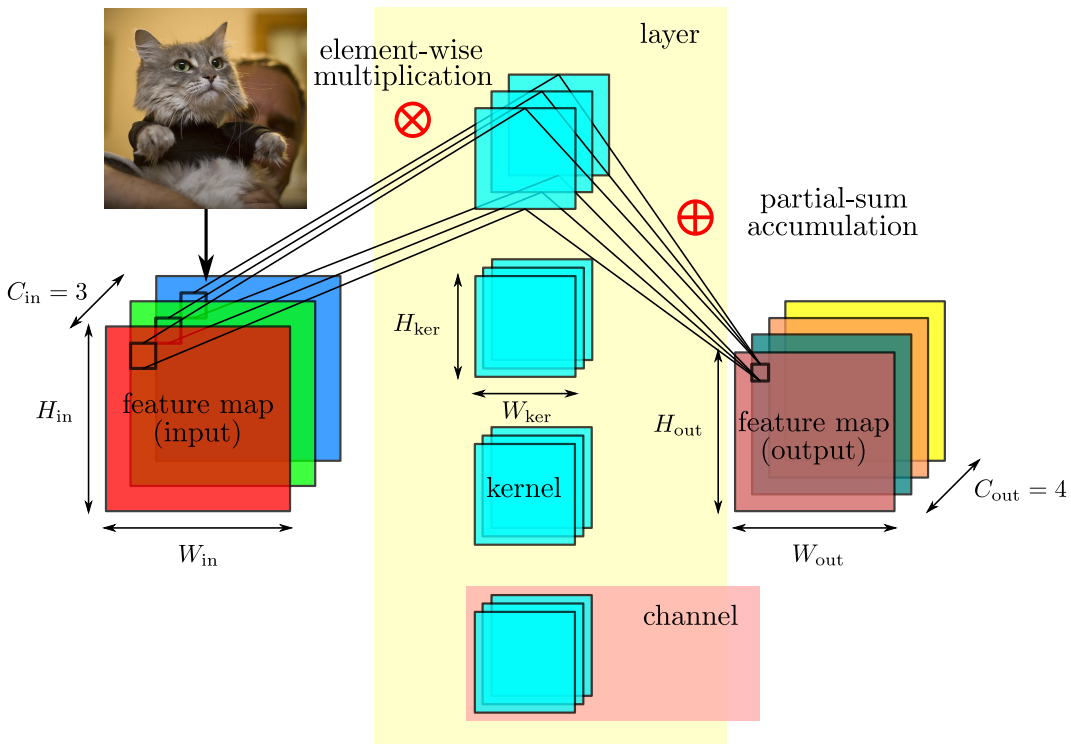 element-wise
multiplication
layer
partial-sum
accumulation
C_in = 3
H_in
feature map
(input)
W_in
H_ker
W_ker
kernel
channel
H_out
feature map
(output)
C_out = 4
W_out